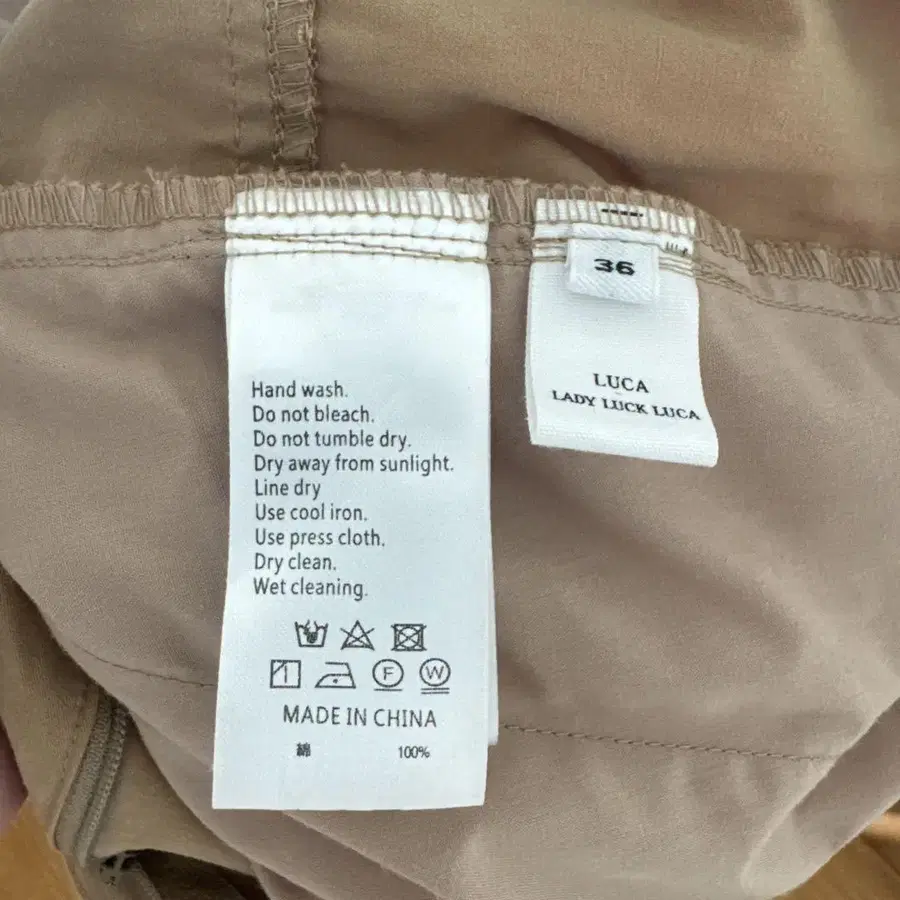 Hand wash.
Do not bleach.
Do not tumble dry.
Dry away from sunlight.
Line dry
Use cool iron.
Use press cloth.
Dry clean.
Wet cleaning.
F W
MADE IN CHINA
綿 100%
36
LUCA
LADY LUCK LUCA